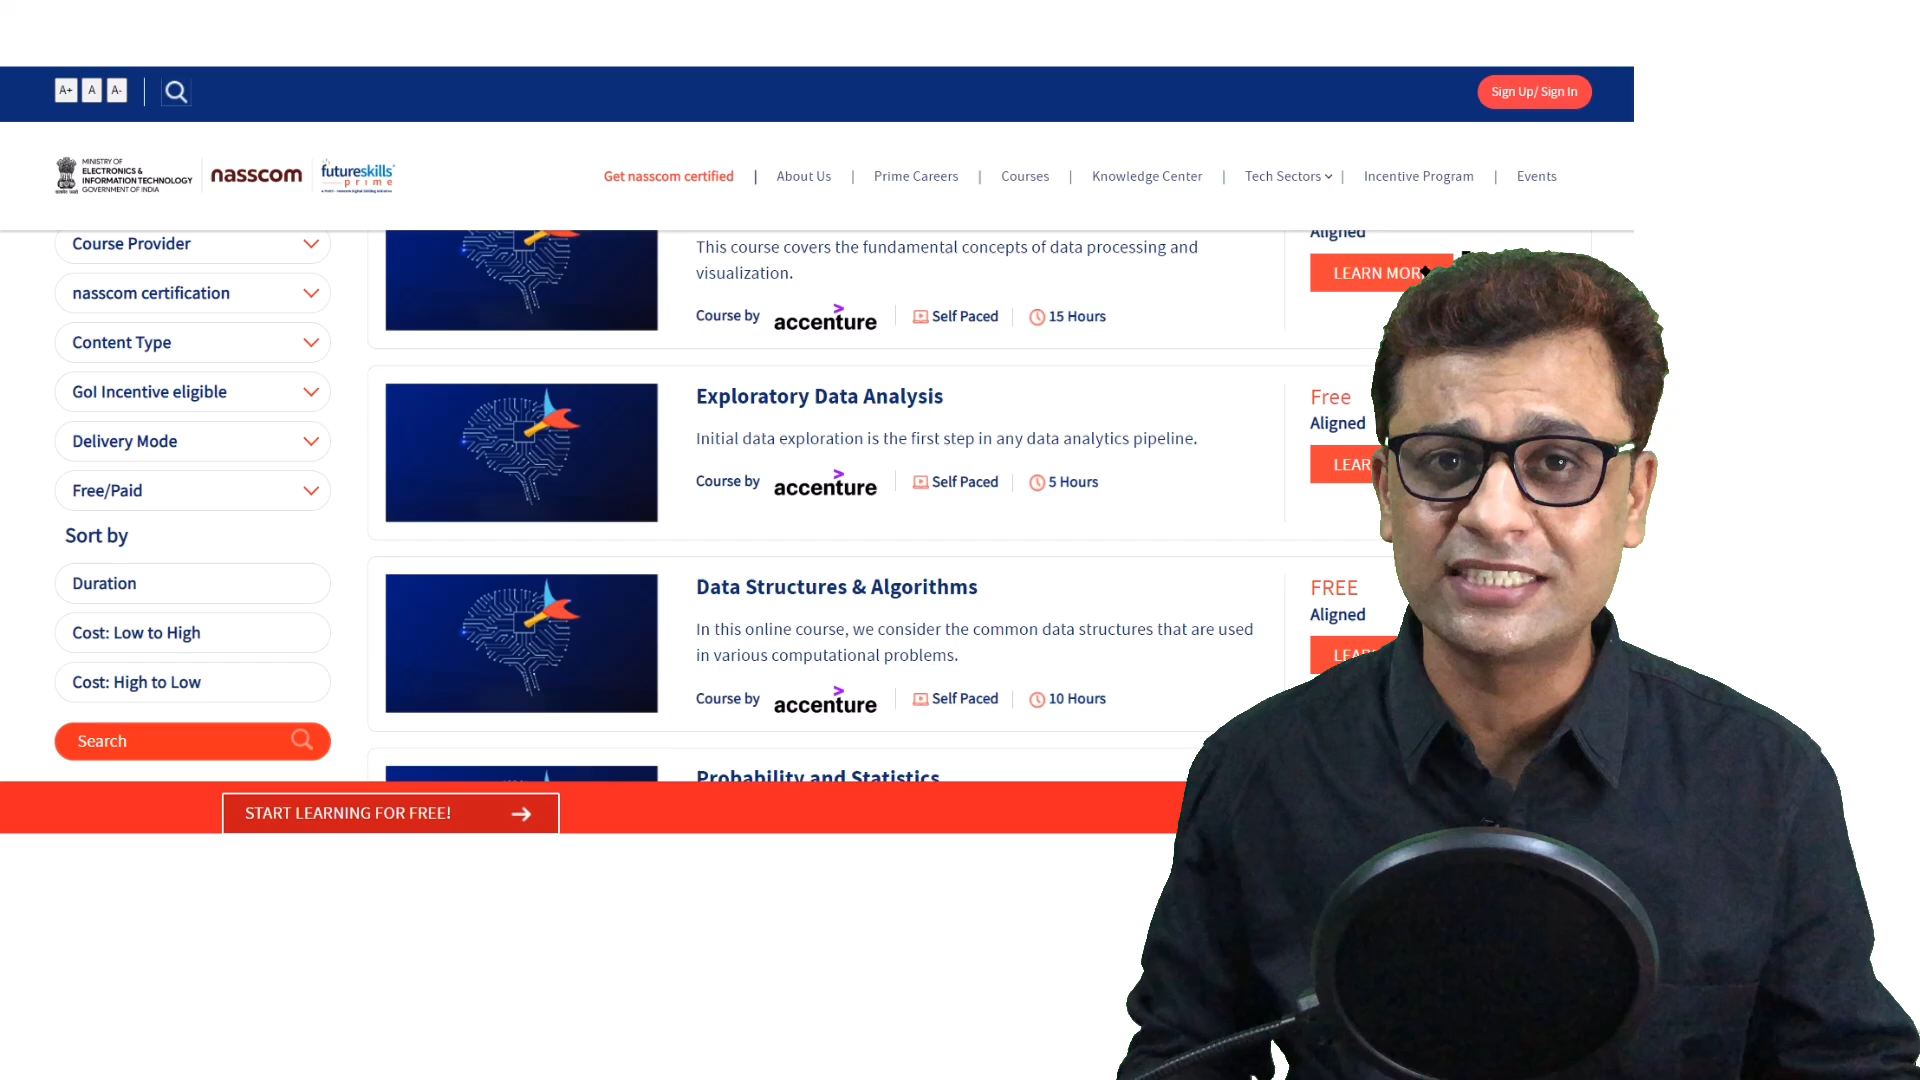 A+ A A-
Sign Up/ Sign In
MINISTRY OF
ELECTRONICS &
INFORMATION TECHNOLOGY
GOVERNMENT OF INDIA
nasscom
futureskills
prime
Get nasscom certified | About Us | Prime Careers | Courses | Knowledge Center | Tech Sectors | Incentive Program | Events
Course Provider
nasscom certification
Content Type
GoI Incentive eligible
Delivery Mode
Free/Paid
Sort by
Duration
Cost: Low to High
Cost: High to Low
Search
This course covers the fundamental concepts of data processing and
visualization.
Course by accenture Self Paced 15 Hours
Aligned
LEARN MORE
Exploratory Data Analysis
Initial data exploration is the first step in any data analytics pipeline.
Course by accenture Self Paced 5 Hours
Free
Aligned
LEAR
Data Structures & Algorithms
In this online course, we consider the common data structures that are used
in various computational problems.
Course by accenture Self Paced 10 Hours
FREE
Aligned
LEAR
Probability and Statistics
START LEARNING FOR FREE!